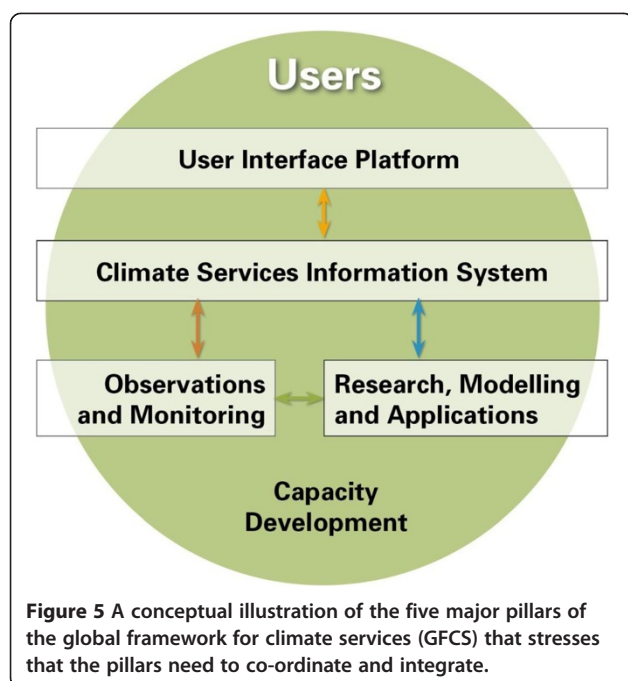 Users
User Interface Platform
Climate Services Information System
Observations
and Monitoring
Research, Modelling
and Applications
Capacity
Development
Figure 5 A conceptual illustration of the five major pillars of
the global framework for climate services (GFCS) that stresses
that the pillars need to co-ordinate and integrate.